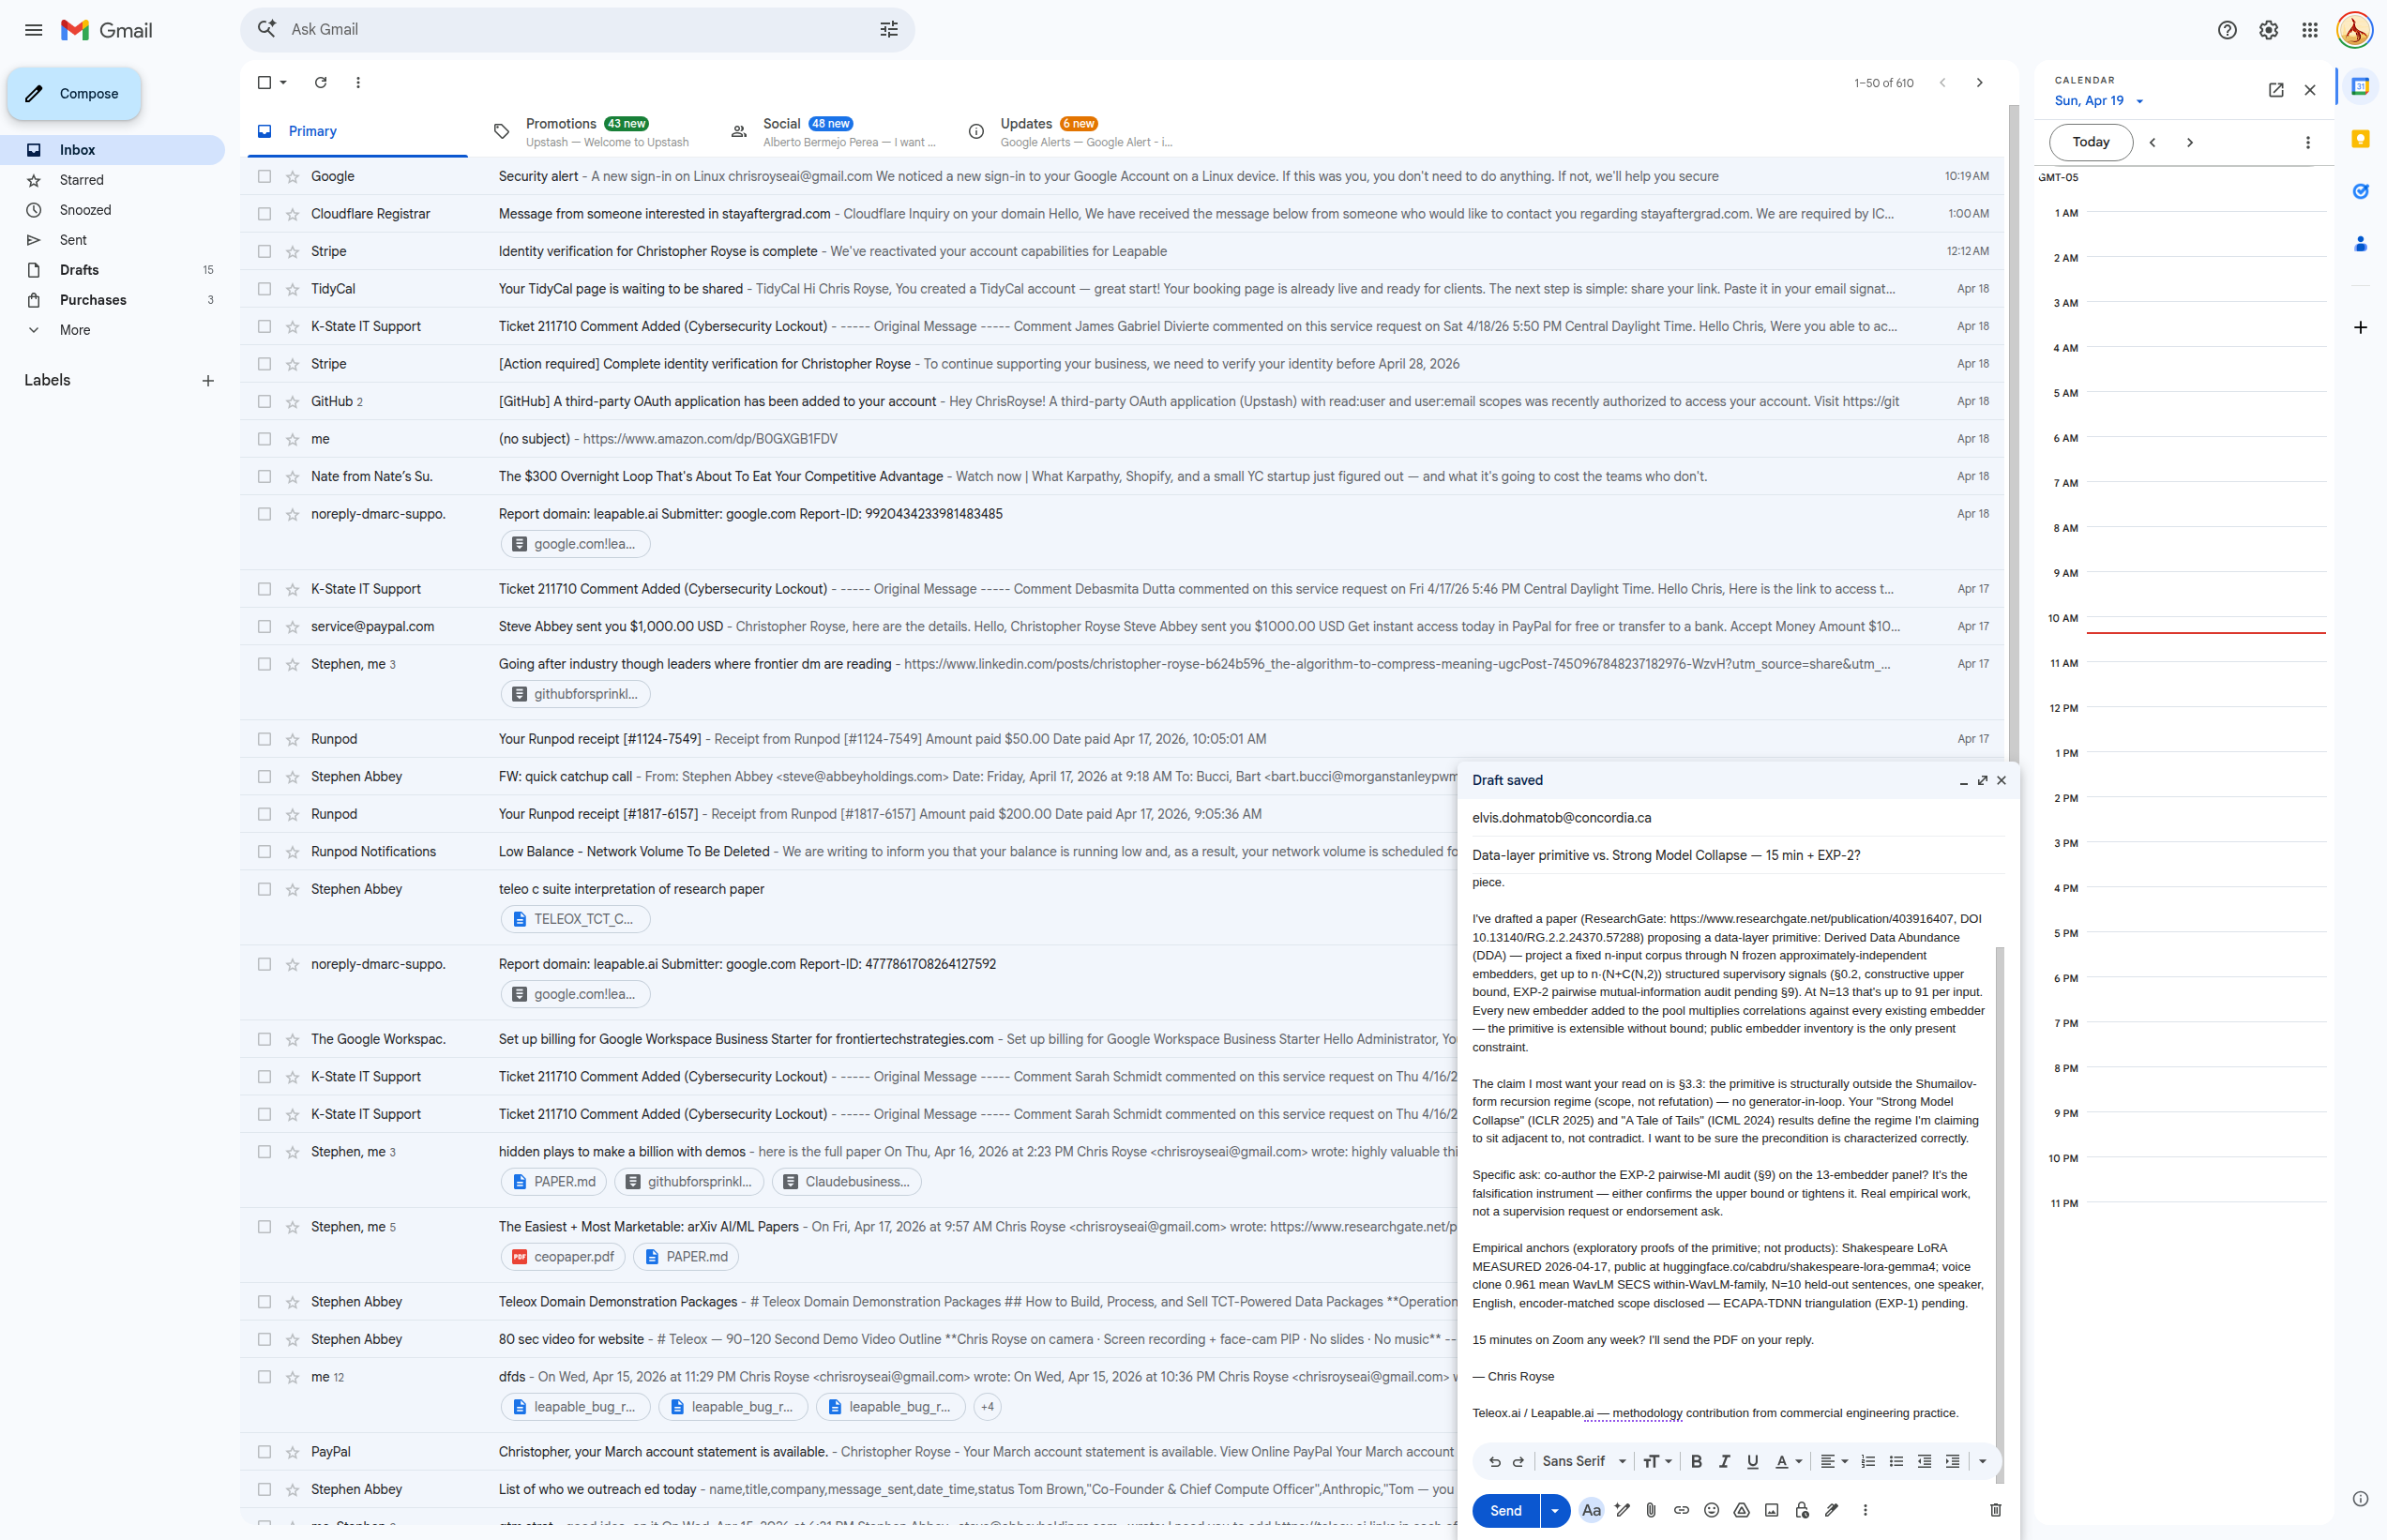 Gmail
Ask Gmail
Compose
Inbox
Starred
Snoozed
Sent
Drafts 15
Purchases 3
More
Labels
1–50 of 610
Primary
Promotions 43 new
Upstash — Welcome to Upstash
Social 48 new
Alberto Bermejo Perea — I want ...
Updates 6 new
Google Alerts — Google Alert - i...
Google Security alert - A new sign-in on Linux chrisroyseai@gmail.com We noticed a new sign-in to your Google Account on a Linux device. If this was you, you don't need to do anything. If not, we'll help you secure 10:19 AM
Cloudflare Registrar Message from someone interested in stayaftergrad.com - Cloudflare Inquiry on your domain Hello, We have received the message below from someone who would like to contact you regarding stayaftergrad.com. We are required by IC... 1:00 AM
Stripe Identity verification for Christopher Royse is complete - We've reactivated your account capabilities for Leapable 12:12 AM
TidyCal Your TidyCal page is waiting to be shared - TidyCal Hi Chris Royse, You created a TidyCal account — great start! Your booking page is already live and ready for clients. The next step is simple: share your link. Paste it in your email signat... Apr 18
K-State IT Support Ticket 211710 Comment Added (Cybersecurity Lockout) - ----- Original Message ----- Comment James Gabriel Divierte commented on this service request on Sat 4/18/26 5:50 PM Central Daylight Time. Hello Chris, Were you able to ac... Apr 18
Stripe [Action required] Complete identity verification for Christopher Royse - To continue supporting your business, we need to verify your identity before April 28, 2026 Apr 18
GitHub 2 [GitHub] A third-party OAuth application has been added to your account - Hey ChrisRoyse! A third-party OAuth application (Upstash) with read:user and user:email scopes was recently authorized to access your account. Visit https://git Apr 18
me (no subject) - https://www.amazon.com/dp/B0GXGB1FDV Apr 18
Nate from Nate's Su. The $300 Overnight Loop That's About To Eat Your Competitive Advantage - Watch now | What Karpathy, Shopify, and a small YC startup just figured out — and what it's going to cost the teams who don't. Apr 18
noreply-dmarc-suppo. Report domain: leapable.ai Submitter: google.com Report-ID: 9920434233981483485 Apr 18
google.com!lea...
K-State IT Support Ticket 211710 Comment Added (Cybersecurity Lockout) - ----- Original Message ----- Comment Debasmita Dutta commented on this service request on Fri 4/17/26 5:46 PM Central Daylight Time. Hello Chris, Here is the link to access t... Apr 17
service@paypal.com Steve Abbey sent you $1,000.00 USD - Christopher Royse, here are the details. Hello, Christopher Royse Steve Abbey sent you $1000.00 USD Get instant access today in PayPal for free or transfer to a bank. Accept Money Amount $10... Apr 17
Stephen, me 3 Going after industry though leaders where frontier dm are reading - https://www.linkedin.com/posts/christopher-royse-b624b596_the-algorithm-to-compress-meaning-ugcPost-7450967848237182976-WzvH?utm_source=share&utm_... Apr 17
githubforsprinkl...
Runpod Your Runpod receipt [#1124-7549] - Receipt from Runpod [#1124-7549] Amount paid $50.00 Date paid Apr 17, 2026, 10:05:01 AM Apr 17
Stephen Abbey FW: quick catchup call - From: Stephen Abbey <steve@abbeyholdings.com> Date: Friday, April 17, 2026 at 9:18 AM To: Bucci, Bart <bart.bucci@morganstanleypwm
Runpod Your Runpod receipt [#1817-6157] - Receipt from Runpod [#1817-6157] Amount paid $200.00 Date paid Apr 17, 2026, 9:05:36 AM
Runpod Notifications Low Balance - Network Volume To Be Deleted - We are writing to inform you that your balance is running low and, as a result, your network volume is scheduled fo
Stephen Abbey teleo c suite interpretation of research paper
TELEOX_TCT_C...
noreply-dmarc-suppo. Report domain: leapable.ai Submitter: google.com Report-ID: 4777861708264127592
google.com!lea...
The Google Workspac. Set up billing for Google Workspace Business Starter for frontiertechstrategies.com - Set up billing for Google Workspace Business Starter Hello Administrator, Yo
K-State IT Support Ticket 211710 Comment Added (Cybersecurity Lockout) - ----- Original Message ----- Comment Sarah Schmidt commented on this service request on Thu 4/16/2
K-State IT Support Ticket 211710 Comment Added (Cybersecurity Lockout) - ----- Original Message ----- Comment Sarah Schmidt commented on this service request on Thu 4/16/2
Stephen, me 3 hidden plays to make a billion with demos - here is the full paper On Thu, Apr 16, 2026 at 2:23 PM Chris Royse <chrisroyseai@gmail.com> wrote: highly valuable thi
PAPER.md githubforsprinkl... Claudebusiness...
Stephen, me 5 The Easiest + Most Marketable: arXiv AI/ML Papers - On Fri, Apr 17, 2026 at 9:57 AM Chris Royse <chrisroyseai@gmail.com> wrote: https://www.researchgate.net/p
PDF ceopaper.pdf PAPER.md
Stephen Abbey Teleox Domain Demonstration Packages - # Teleox Domain Demonstration Packages ## How to Build, Process, and Sell TCT-Powered Data Packages **Operation
Stephen Abbey 80 sec video for website - # Teleox — 90–120 Second Demo Video Outline **Chris Royse on camera · Screen recording + face-cam PIP · No slides · No music** --
me 12 dfds - On Wed, Apr 15, 2026 at 11:29 PM Chris Royse <chrisroyseai@gmail.com> wrote: On Wed, Apr 15, 2026 at 10:36 PM Chris Royse <chrisroyseai@gmail.com> w
leapable_bug_r... leapable_bug_r... leapable_bug_r... +4
PayPal Christopher, your March account statement is available. - Christopher Royse - Your March account statement is available. View Online PayPal Your March account
Stephen Abbey List of who we outreach ed today - name,title,company,message_sent,date_time,status Tom Brown,"Co-Founder & Chief Compute Officer",Anthropic,"Tom — you
Draft saved
elvis.dohmatob@concordia.ca
Data-layer primitive vs. Strong Model Collapse — 15 min + EXP-2?
piece.
I've drafted a paper (ResearchGate: https://www.researchgate.net/publication/403916407, DOI
10.13140/RG.2.2.24370.57288) proposing a data-layer primitive: Derived Data Abundance
(DDA) — project a fixed n-input corpus through N frozen approximately-independent
embedders, get up to n·(N+C(N,2)) structured supervisory signals (§0.2, constructive upper
bound, EXP-2 pairwise mutual-information audit pending §9). At N=13 that's up to 91 per input.
Every new embedder added to the pool multiplies correlations against every existing embedder
— the primitive is extensible without bound; public embedder inventory is the only present
constraint.
The claim I most want your read on is §3.3: the primitive is structurally outside the Shumailov-
form recursion regime (scope, not refutation) — no generator-in-loop. Your "Strong Model
Collapse" (ICLR 2025) and "A Tale of Tails" (ICML 2024) results define the regime I'm claiming
to sit adjacent to, not contradict. I want to be sure the precondition is characterized correctly.
Specific ask: co-author the EXP-2 pairwise-MI audit (§9) on the 13-embedder panel? It's the
falsification instrument — either confirms the upper bound or tightens it. Real empirical work,
not a supervision request or endorsement ask.
Empirical anchors (exploratory proofs of the primitive; not products): Shakespeare LoRA
MEASURED 2026-04-17, public at huggingface.co/cabdru/shakespeare-lora-gemma4; voice
clone 0.961 mean WavLM SECS within-WavLM-family, N=10 held-out sentences, one speaker,
English, encoder-matched scope disclosed — ECAPA-TDNN triangulation (EXP-1) pending.
15 minutes on Zoom any week? I'll send the PDF on your reply.
— Chris Royse
Teleox.ai / Leapable.ai — methodology contribution from commercial engineering practice.
Sans Serif
Send
CALENDAR
Sun, Apr 19
Today
GMT-05
1 AM
2 AM
3 AM
4 AM
5 AM
6 AM
7 AM
8 AM
9 AM
10 AM
11 AM
12 PM
1 PM
2 PM
3 PM
4 PM
5 PM
6 PM
7 PM
8 PM
9 PM
10 PM
11 PM
31